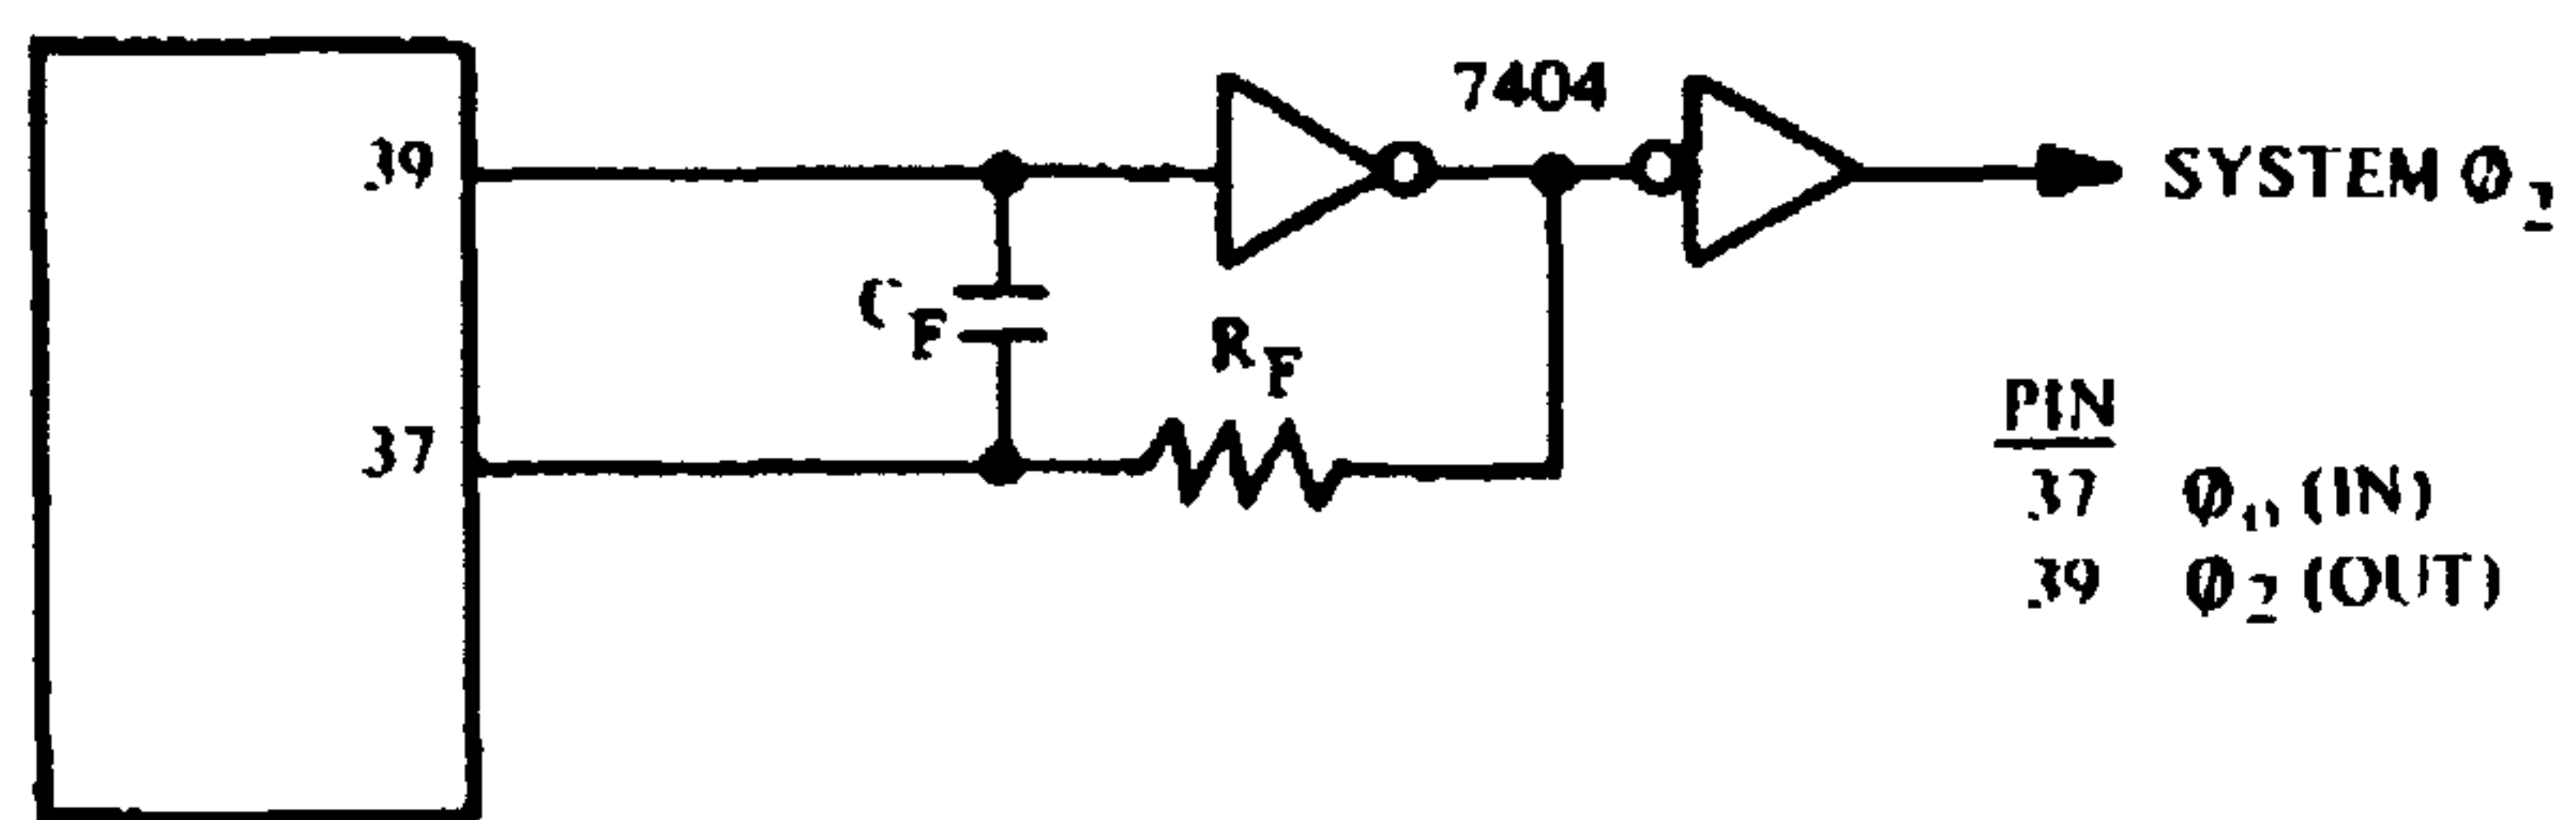 7404
39
SYSTEM Ø2
CF
RF
37
PIN
37 Ø0 (IN)
39 Ø2 (OUT)